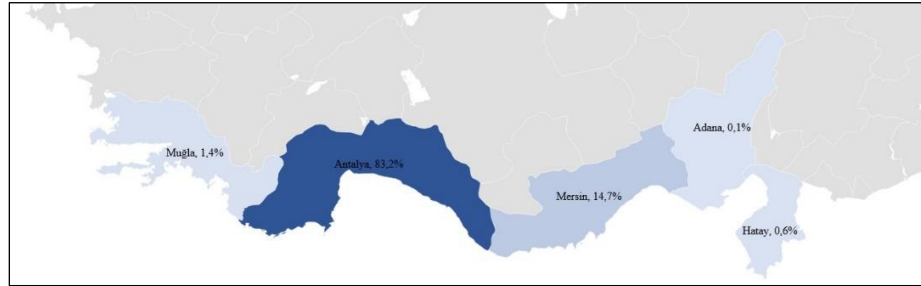 Adana, 0,1%
Muğla, 1,4%
Antalya, 83,2%
Mersin, 14,7%
Hatay, 0,6%